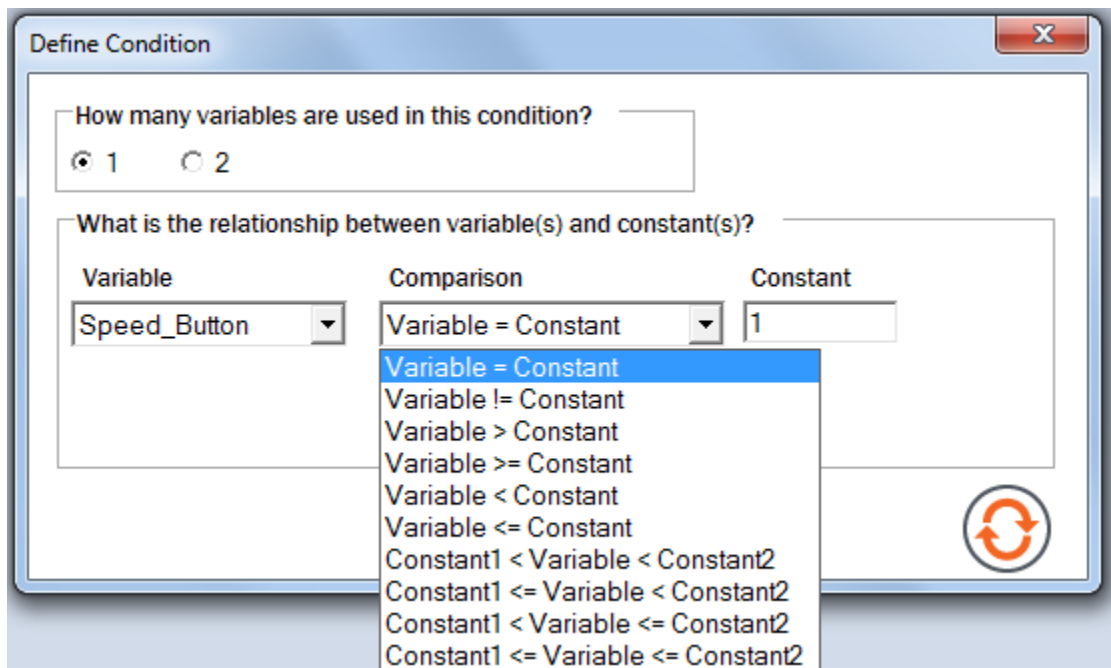 Define Condition
How many variables are used in this condition?
1 2
What is the relationship between variable(s) and constant(s)?
Variable Comparison Constant
Speed_Button Variable = Constant 1
Variable = Constant
Variable != Constant
Variable > Constant
Variable >= Constant
Variable < Constant
Variable <= Constant
Constant1 < Variable < Constant2
Constant1 <= Variable < Constant2
Constant1 < Variable <= Constant2
Constant1 <= Variable <= Constant2